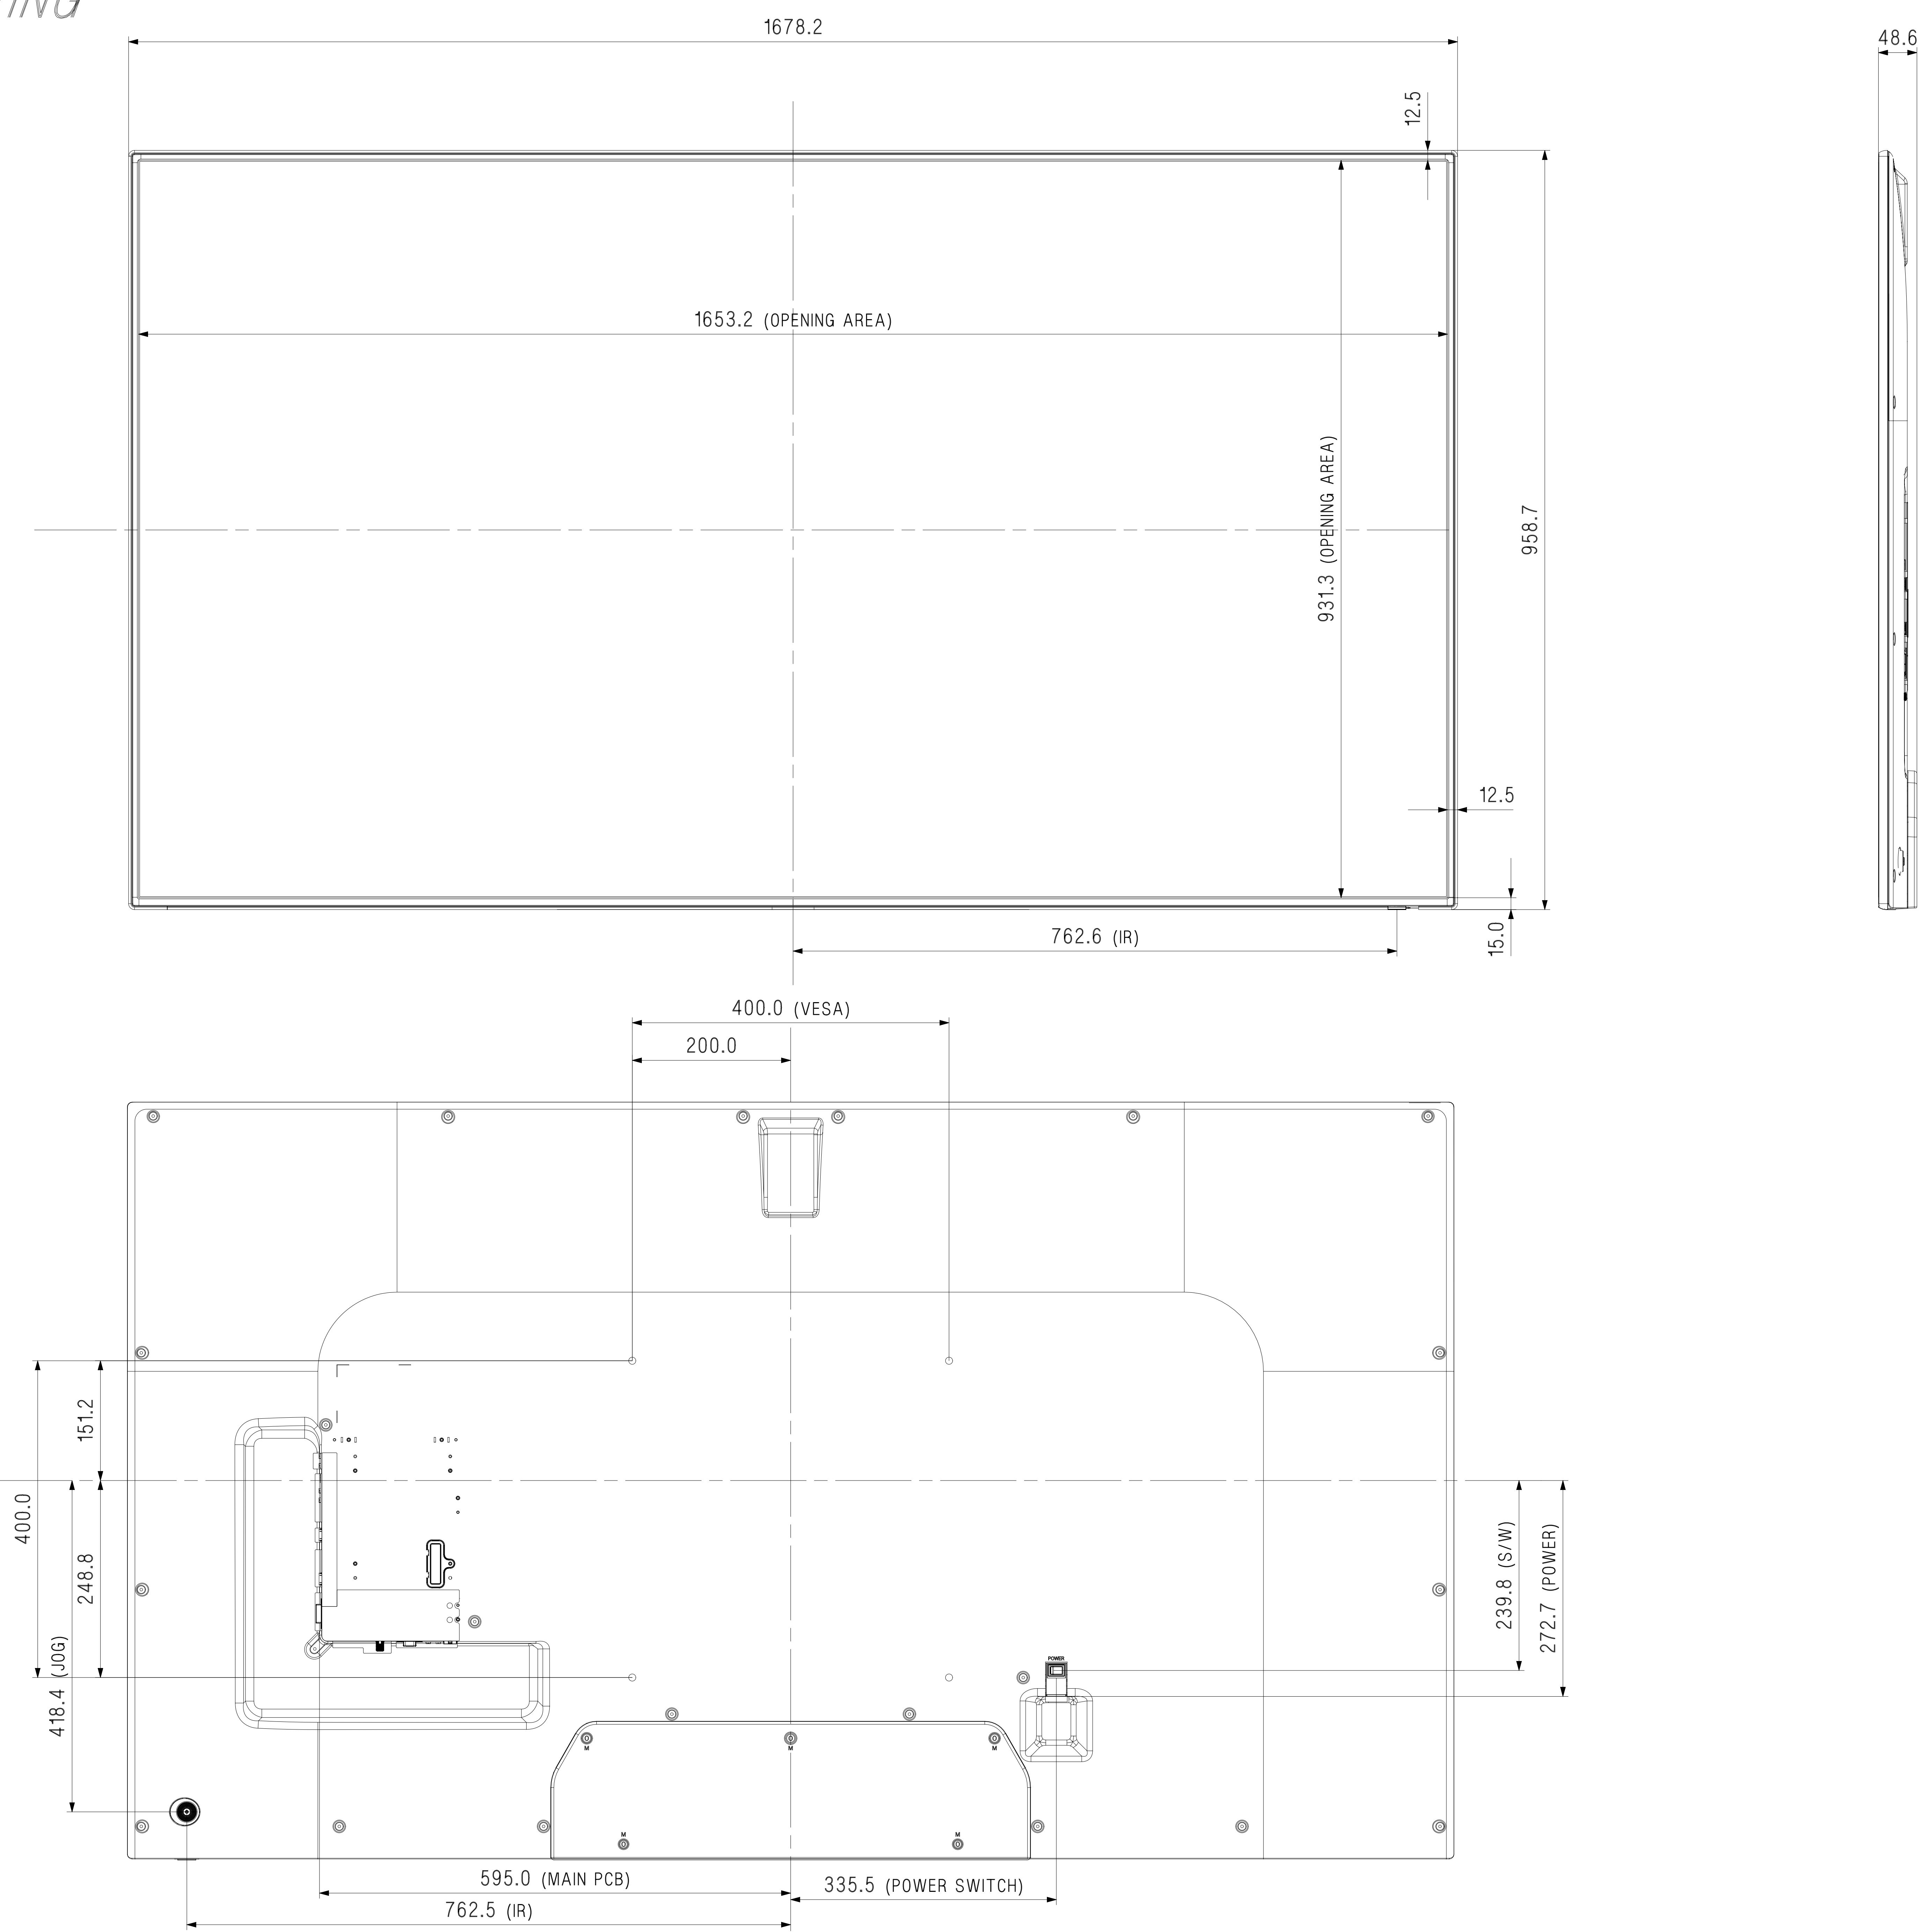 1678.2
48.6
12.5
1653.2 (OPENING AREA)
931.3 (OPENING AREA)
958.7
12.5
15.0
762.6 (IR)
400.0 (VESA)
200.0
151.2
400.0
248.8
418.4 (JOG)
239.8 (S/W)
272.7 (POWER)
POWER
M
M
M
M
M
595.0 (MAIN PCB)
335.5 (POWER SWITCH)
762.5 (IR)